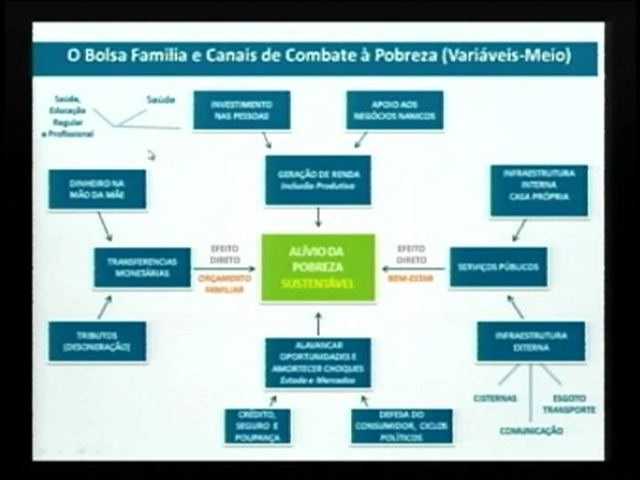 O Bolsa Familia e Canais de Combate à Pobreza (Variáveis-Meio)
Saúde,
Educação
Regular
e Profissional
Saúde
INVESTIMENTO
NAS PESSOAS
APOIO AOS
NEGÓCIOS NANICOS
DINHEIRO NA
MÃO DA MÃE
GERAÇÃO DE RENDA
Inclusão Produtiva
INFRAESTRUTURA
INTERNA
CASA PRÓPRIA
TRANSFERENCIAS
MONETÁRIAS
EFEITO
DIRETO
ORÇAMENTO
FAMILIAR
ALÍVIO DA
POBREZA
SUSTENTÁVEL
EFEITO
DIRETO
BEM-ESTAR
SERVIÇOS PÚBLICOS
TRIBUTOS
(DESONERAÇÃO)
ALAVANCAR
OPORTUNIDADES E
AMORTECER CHOQUES
Estado e Mercados
INFRAESTRUTURA
EXTERNA
CISTERNAS
ESGOTO
TRANSPORTE
COMUNICAÇÃO
CRÉDITO,
SEGURO E
POUPANÇA
DEFESA DO
CONSUMIDOR, CICLOS
POLÍTICOS